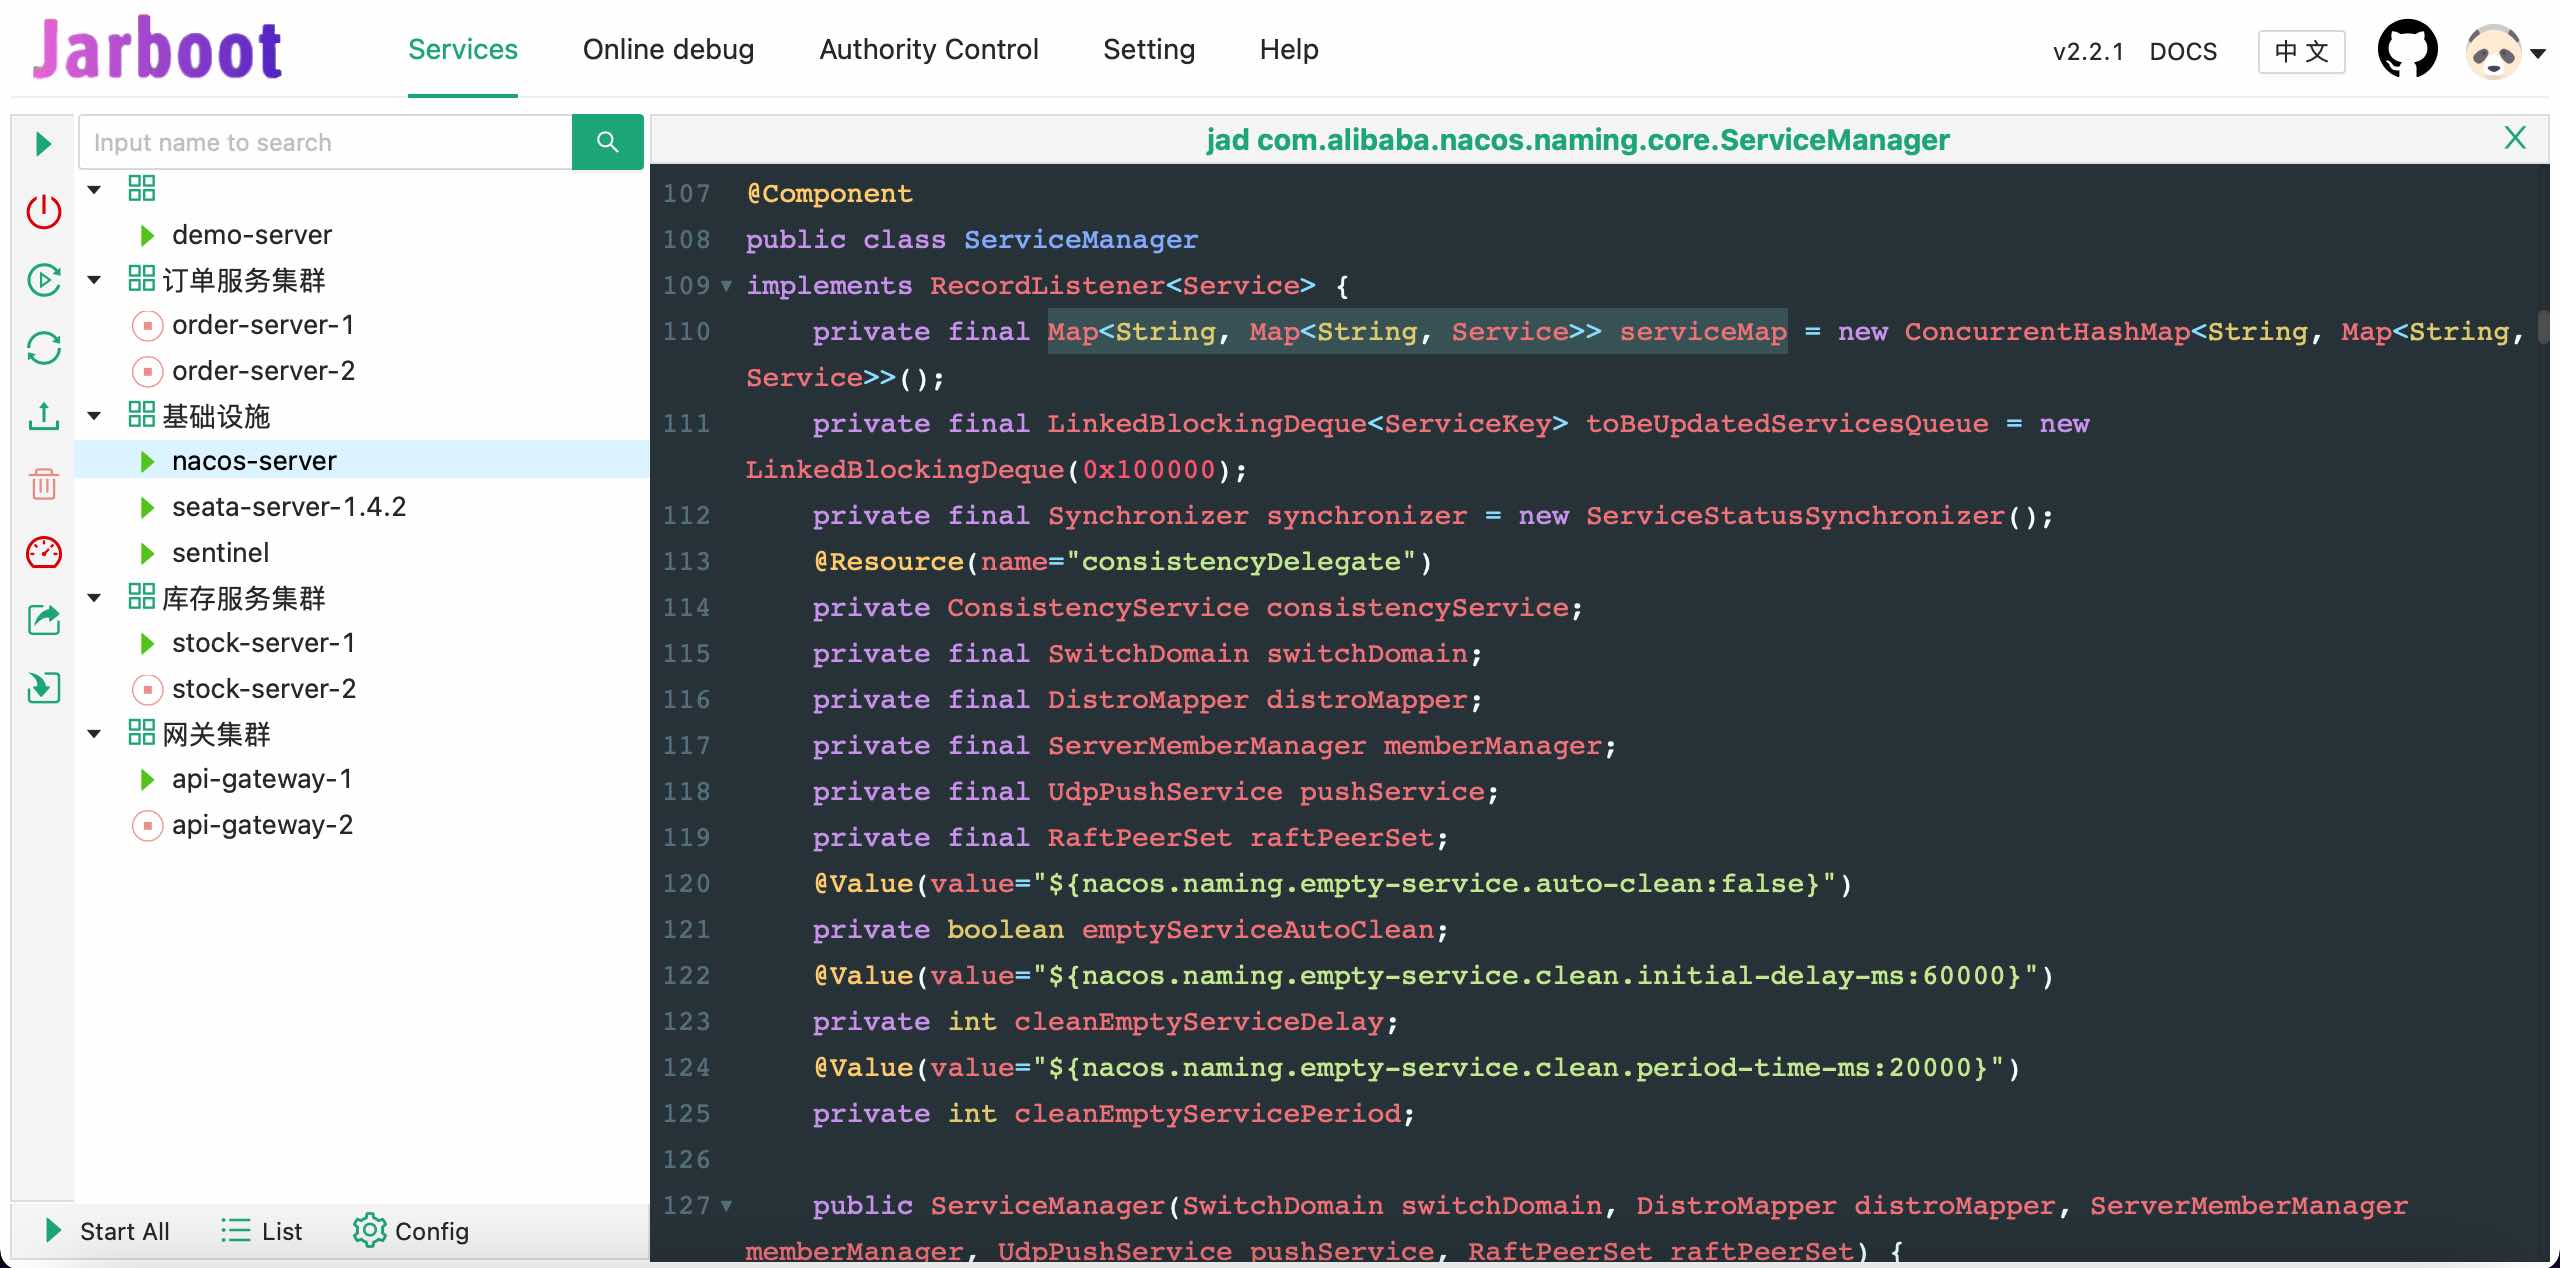 Jarboot
Services
Online debug
Authority Control
Setting
Help
v2.2.1
DOCS
中文
Input name to search
demo-server
订单服务集群
order-server-1
order-server-2
基础设施
nacos-server
seata-server-1.4.2
sentinel
库存服务集群
stock-server-1
stock-server-2
网关集群
api-gateway-1
api-gateway-2
Start All
List
Config
jad com.alibaba.nacos.naming.core.ServiceManager
X
107 @Component
108 public class ServiceManager
109 implements RecordListener<Service> {
110 private final Map<String, Map<String, Service>> serviceMap = new ConcurrentHashMap<String, Map<String,
Service>>();
111 private final LinkedBlockingDeque<ServiceKey> toBeUpdatedServicesQueue = new
LinkedBlockingDeque(0x100000);
112 private final Synchronizer synchronizer = new ServiceStatusSynchronizer();
113 @Resource(name="consistencyDelegate")
114 private ConsistencyService consistencyService;
115 private final SwitchDomain switchDomain;
116 private final DistroMapper distroMapper;
117 private final ServerMemberManager memberManager;
118 private final UdpPushService pushService;
119 private final RaftPeerSet raftPeerSet;
120 @Value(value="${nacos.naming.empty-service.auto-clean:false}")
121 private boolean emptyServiceAutoClean;
122 @Value(value="${nacos.naming.empty-service.clean.initial-delay-ms:60000}")
123 private int cleanEmptyServiceDelay;
124 @Value(value="${nacos.naming.empty-service.clean.period-time-ms:20000}")
125 private int cleanEmptyServicePeriod;
126
127 public ServiceManager(SwitchDomain switchDomain, DistroMapper distroMapper, ServerMemberManager
memberManager, UdpPushService pushService, RaftPeerSet raftPeerSet) {